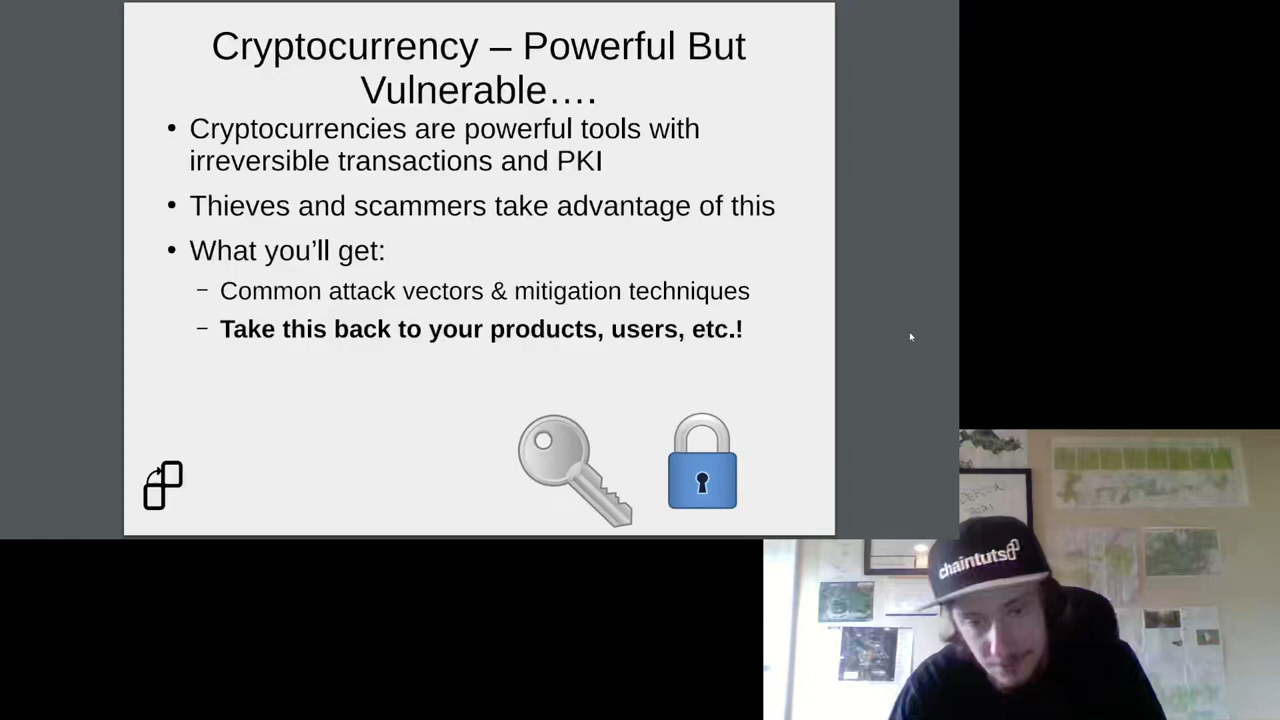 Cryptocurrency – Powerful But
Vulnerable….
• Cryptocurrencies are powerful tools with
irreversible transactions and PKI
• Thieves and scammers take advantage of this
• What you’ll get:
– Common attack vectors & mitigation techniques
– Take this back to your products, users, etc.!
chaintuts